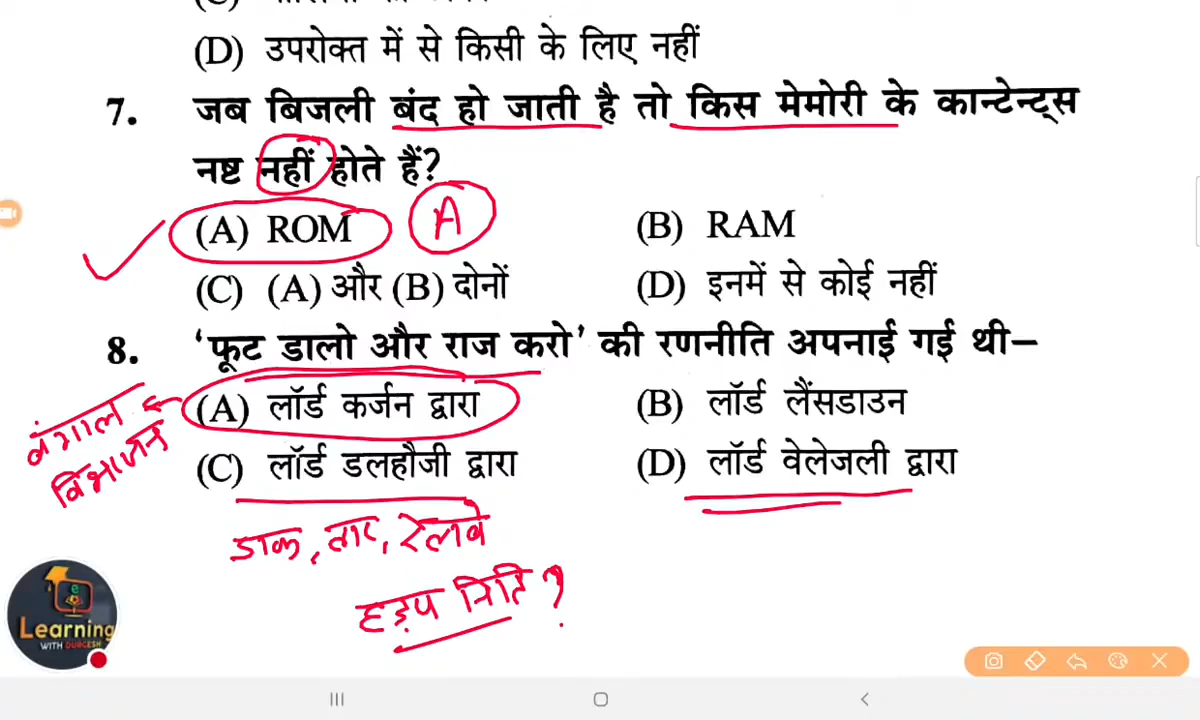 (D) उपरोक्त में से किसी के लिए नहीं
7. जब बिजली बंद हो जाती है तो किस मेमोरी के कान्टेन्ट्स
नष्ट नहीं होते हैं?
(A) ROM A (B) RAM
(C) (A) और (B) दोनों (D) इनमें से कोई नहीं
8. 'फूट डालो और राज करो' की रणनीति अपनाई गई थी–
(A) लॉर्ड कर्जन द्वारा (B) लॉर्ड लैंसडाउन
बंगाल
विभाजन
(C) लॉर्ड डलहौजी द्वारा (D) लॉर्ड वेलेजली द्वारा
डाक, तार, रेलवे
हड़प निति ?
e
Learning
WITH DURGESH